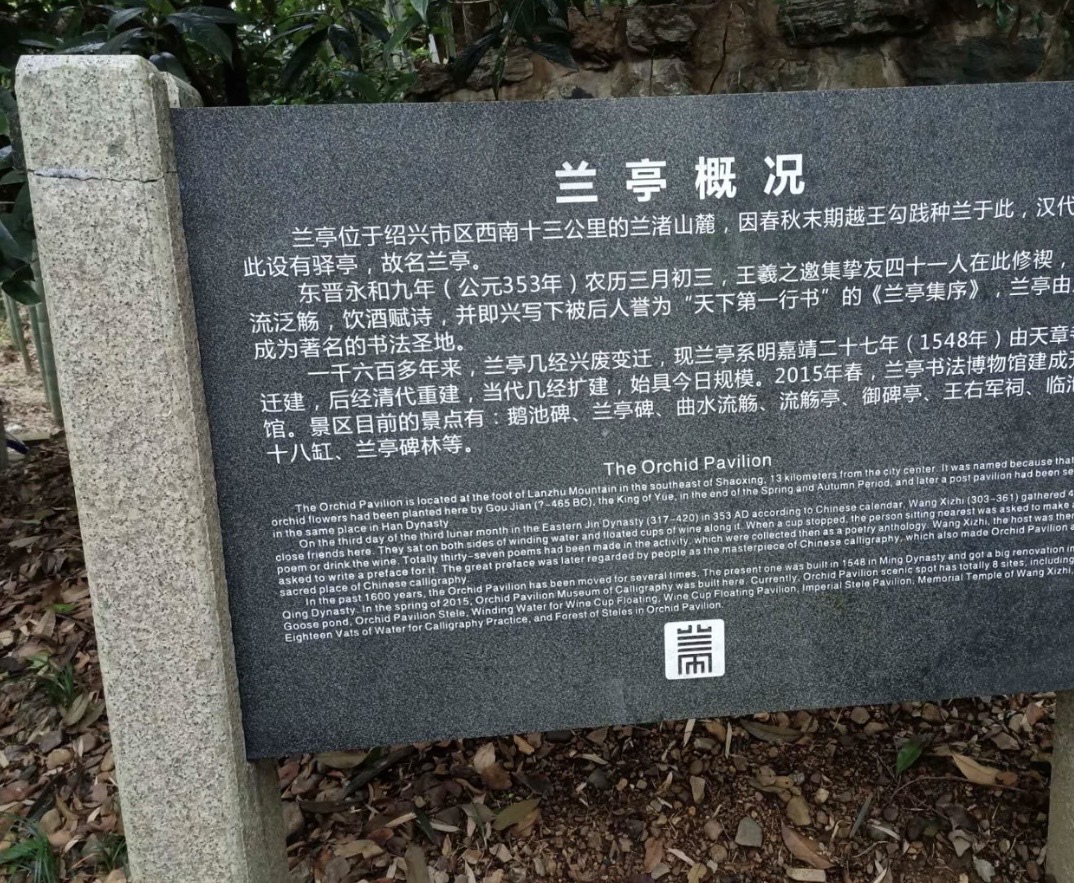 兰亭概况
兰亭位于绍兴市区西南十三公里的兰渚山麓，因春秋末期越王勾践种兰于此，汉代
此设有驿亭，故名兰亭。
东晋永和九年（公元353年）农历三月初三，王羲之邀集挚友四十一人在此修禊，
流泛觞，饮酒赋诗，并即兴写下被后人誉为“天下第一行书”的《兰亭集序》，兰亭由
成为著名的书法圣地。
一千六百多年来，兰亭几经兴废变迁，现兰亭系明嘉靖二十七年（1548年）由天章
迁建，后经清代重建，当代几经扩建，始具今日规模。2015年春，兰亭书法博物馆建成
馆。景区目前的景点有：鹅池碑、兰亭碑、曲水流觞、流觞亭、御碑亭、王右军祠、临
十八缸、兰亭碑林等。
The Orchid Pavilion
The Orchid Pavilion is located at the foot of Lanzhu Mountain in the southeast of Shaoxing, 13 kilometers from the city center. It was named because that
orchid flowers had been planted here by Gou Jian (?-465 BC), the King of Yue, in the end of the Spring and Autumn Period, and later a post pavilion had been se
in the same place in Han Dynasty
On the third day of the third lunar month in the Eastern Jin Dynasty (317-420) in 353 AD according to Chinese calendar, Wang Xizhi (303-361) gathered 4
close friends here. They sat on both sides of winding water and floated cups of wine along it. When a cup stopped, the person sitting nearest was asked to make a
poem or drink the wine. Totally thirty-seven poems had been made in the activity, which were collected then as a poetry anthology. Wang Xizhi, the host was then
asked to write a preface for it. The great preface was later regarded by people as the masterpiece of Chinese calligraphy, which also made Orchid Pavilion a
sacred place of Chinese calligraphy.
In the past 1600 years, the Orchid Pavilion has been moved for several times. The present one was built in 1548 in Ming Dynasty and got a big renovation in
Qing Dynasty. In the spring of 2015, Orchid Pavilion Museum of Calligraphy was built here. Currently, Orchid Pavilion scenic spot has totally 8 sites, including
Goose pond, Orchid Pavilion Stele, Winding Water for Wine Cup Floating, Wine Cup Floating Pavilion, Imperial Stele Pavilion, Memorial Temple of Wang Xizhi,
Eighteen Vats of Water for Calligraphy Practice, and Forest of Steles in Orchid Pavilion.